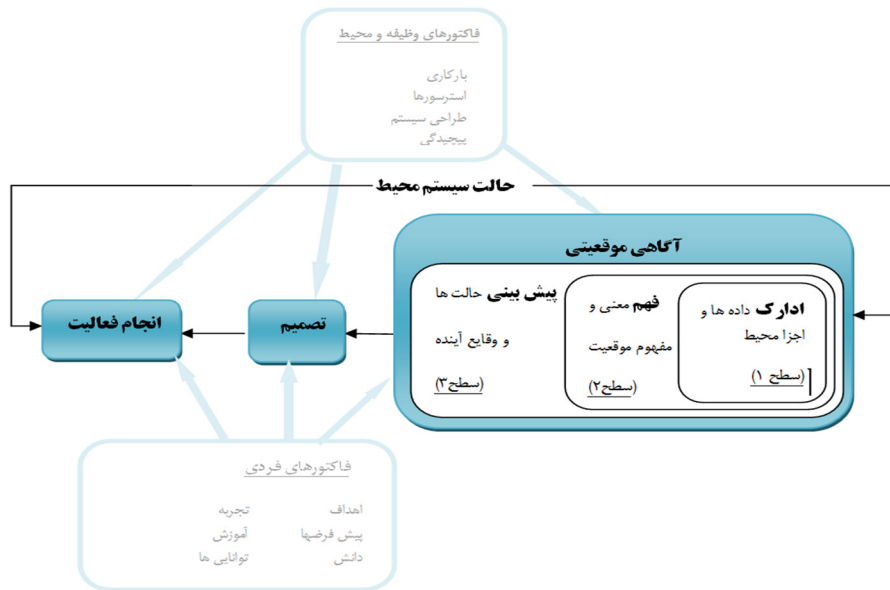 فاکتورهای وظیفه و محیط
بارکاری
استرسورها
طراحی سیستم
پیچیدگی
حالت سیستم محیط
آگاهی موقعیتی
ادراک داده ها و
اجزا محیط
(سطح ۱)
فهم معنی و
مفهوم موقعیت
(سطح۲)
پیش بینی حالت ها
و وقایع آینده
(سطح۳)
تصمیم
انجام فعالیت
فاکتورهای فردی
اهداف
پیش فرضها
دانش
تجربه
آموزش
توانایی ها